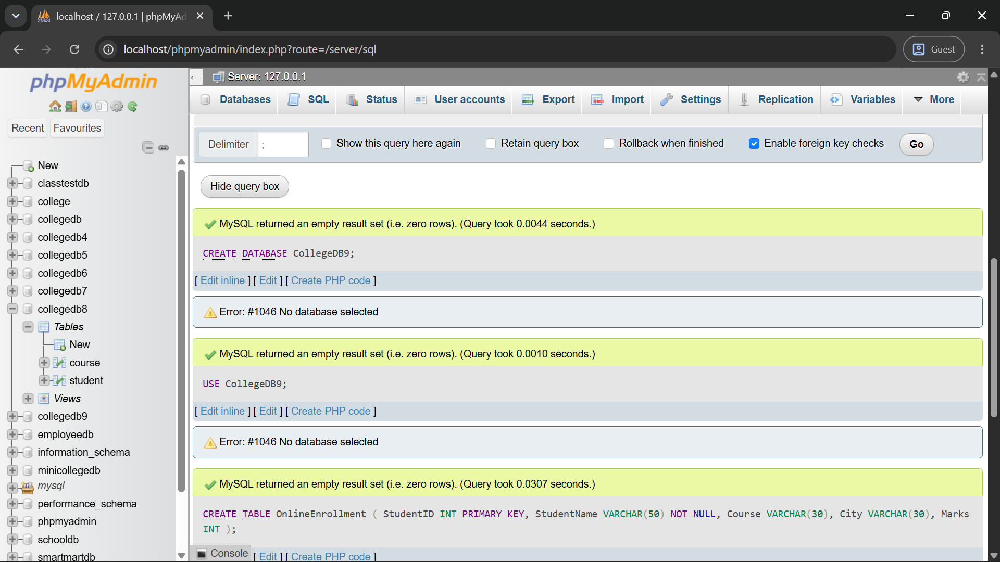 localhost / 127.0.0.1 | phpMyAd
localhost/phpmyadmin/index.php?route=/server/sql
Guest
phpMyAdmin
Recent
Favourites
New
classtestdb
college
collegedb
collegedb4
collegedb5
collegedb6
collegedb7
collegedb8
Tables
New
course
student
Views
collegedb9
employeedb
information_schema
minicollegedb
mysql
performance_schema
phpmyadmin
schooldb
smartmartdb
Server: 127.0.0.1
Databases
SQL
Status
User accounts
Export
Import
Settings
Replication
Variables
More
Delimiter ;
Show this query here again
Retain query box
Rollback when finished
Enable foreign key checks
Go
Hide query box
MySQL returned an empty result set (i.e. zero rows). (Query took 0.0044 seconds.)
CREATE DATABASE CollegeDB9;
[ Edit inline ] [ Edit ] [ Create PHP code ]
Error: #1046 No database selected
MySQL returned an empty result set (i.e. zero rows). (Query took 0.0010 seconds.)
USE CollegeDB9;
[ Edit inline ] [ Edit ] [ Create PHP code ]
Error: #1046 No database selected
MySQL returned an empty result set (i.e. zero rows). (Query took 0.0307 seconds.)
CREATE TABLE OnlineEnrollment ( StudentID INT PRIMARY KEY, StudentName VARCHAR(50) NOT NULL, Course VARCHAR(30), City VARCHAR(30), Marks
INT );
Console
[ Edit ] [ Create PHP code ]